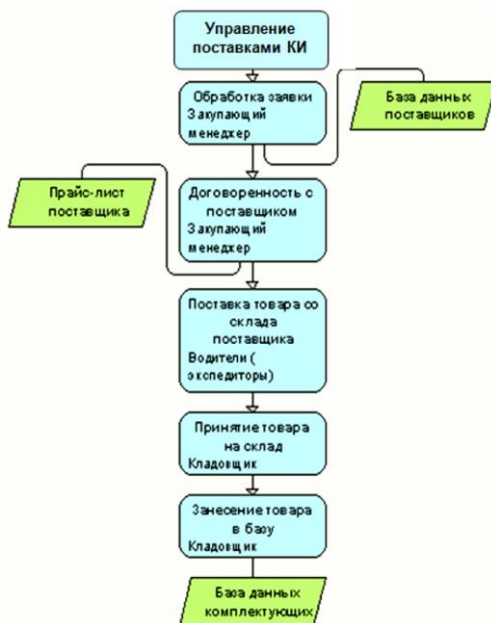 Управление
поставками КИ
Обработка заявки
Закупающий
менеджер
База данных
поставщиков
Прайс-лист
поставщика
Договоренность с
поставщиком
Закупающий
менеджер
Поставка товара со
склада
поставщика
Водители (
экспедиторы)
Принятие товара
на склад
Кладовщик
Занесение товара
в базу
Кладовщик
База данных
комплектующих